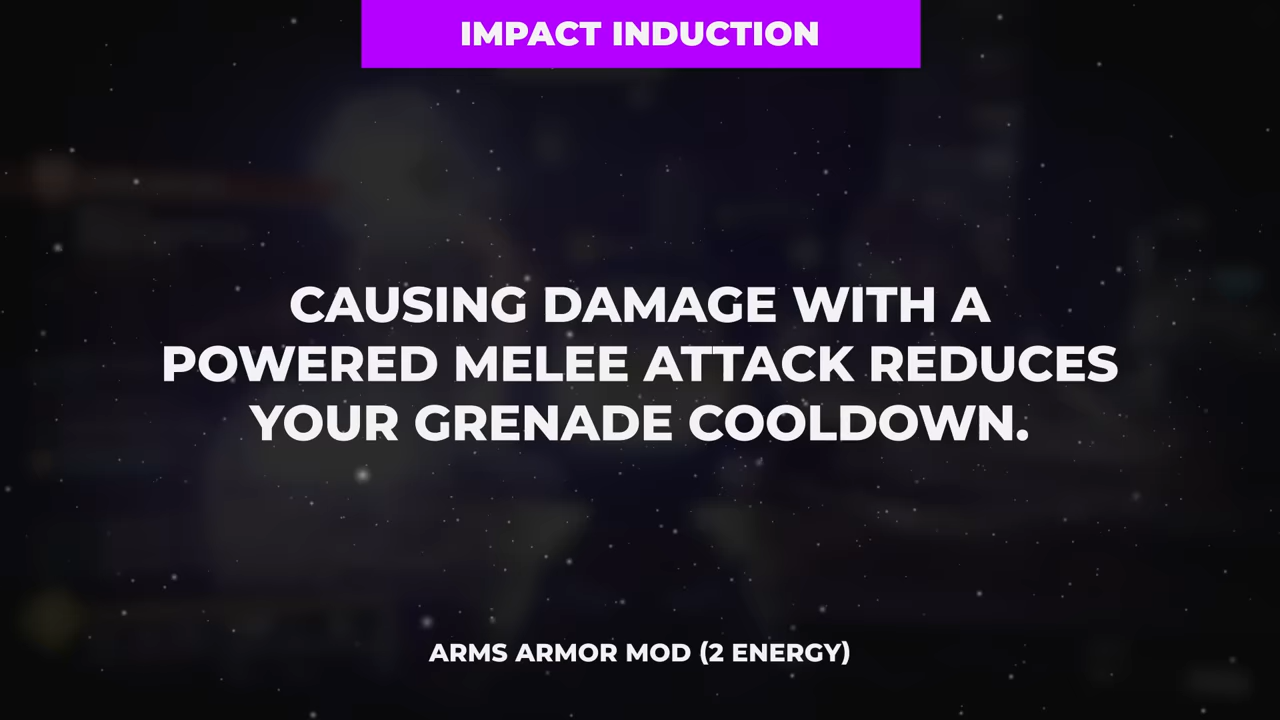 IMPACT INDUCTION
CAUSING DAMAGE WITH A
POWERED MELEE ATTACK REDUCES
YOUR GRENADE COOLDOWN.
ARMS ARMOR MOD (2 ENERGY)